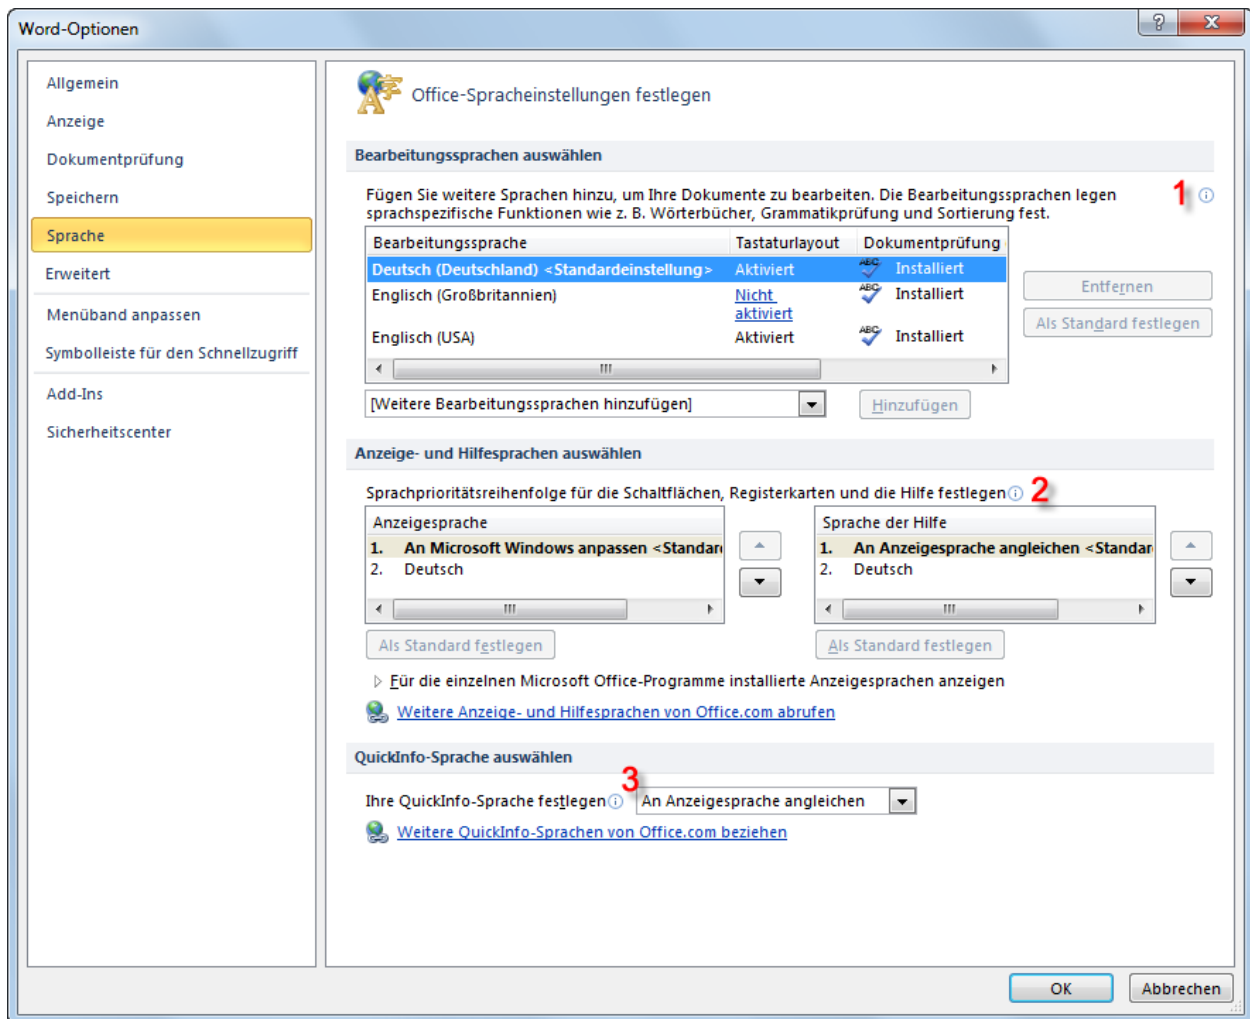 Word-Optionen
Allgemein
Anzeige
Dokumentprüfung
Speichern
Sprache
Erweitert
Menüband anpassen
Symbolleiste für den Schnellzugriff
Add-Ins
Sicherheitscenter
Office-Spracheinstellungen festlegen
Bearbeitungssprachen auswählen
Fügen Sie weitere Sprachen hinzu, um Ihre Dokumente zu bearbeiten. Die Bearbeitungssprachen legen 1
sprachspezifische Funktionen wie z. B. Wörterbücher, Grammatikprüfung und Sortierung fest.
Bearbeitungssprache Tastaturlayout Dokumentprüfung
Deutsch (Deutschland) <Standardeinstellung> Aktiviert ABC Installiert
Englisch (Großbritannien) Nicht ABC Installiert
aktiviert
Englisch (USA) Aktiviert ABC Installiert
Entfernen
Als Standard festlegen
[Weitere Bearbeitungssprachen hinzufügen] Hinzufügen
Anzeige- und Hilfesprachen auswählen
Sprachprioritätsreihenfolge für die Schaltflächen, Registerkarten und die Hilfe festlegen 2
Anzeigesprache
1. An Microsoft Windows anpassen <Standar
2. Deutsch
Als Standard festlegen
Sprache der Hilfe
1. An Anzeigesprache angleichen <Standar
2. Deutsch
Als Standard festlegen
Für die einzelnen Microsoft Office-Programme installierte Anzeigesprachen anzeigen
Weitere Anzeige- und Hilfesprachen von Office.com abrufen
QuickInfo-Sprache auswählen
3
Ihre QuickInfo-Sprache festlegen An Anzeigesprache angleichen
Weitere QuickInfo-Sprachen von Office.com beziehen
OK Abbrechen